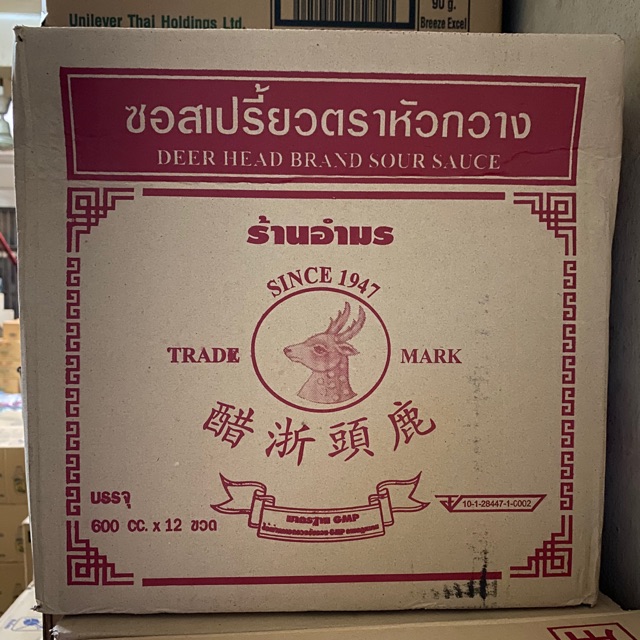 Unilever Thai Holdings Ltd.
90 g.
Breeze Excel
ซอสเปรี้ยวตราหัวกวาง
DEER HEAD BRAND SOUR SAUCE
ร้านอำมร
SINCE 1947
TRADE MARK
醋浙頭鹿
บรรจุ
600 CC. x 12 ขวด
มาตรฐาน GMP
10-1-28447-1-0002